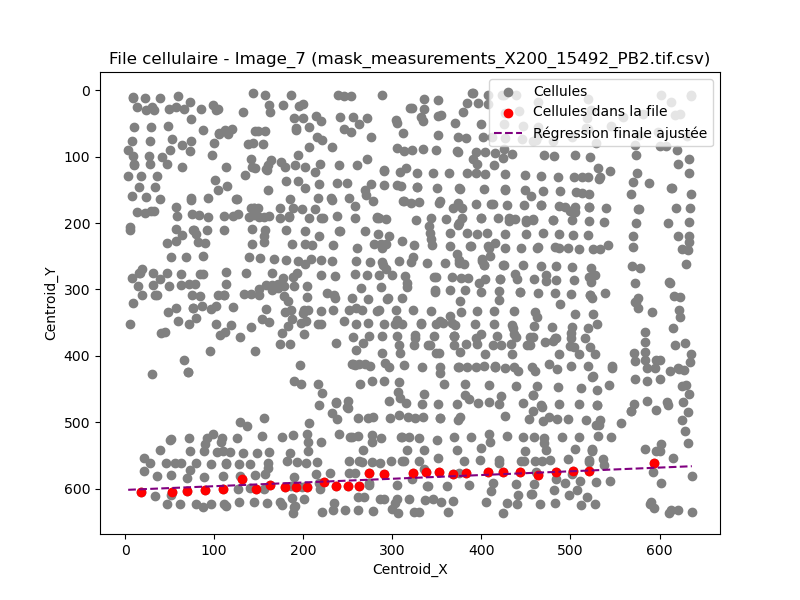 File cellulaire - Image_7 (mask_measurements_X200_15492_PB2.tif.csv)
Cellules
Cellules dans la file
Régression finale ajustée
Centroid_Y
0
100
200
300
400
500
600
0 100 200 300 400 500 600
Centroid_X